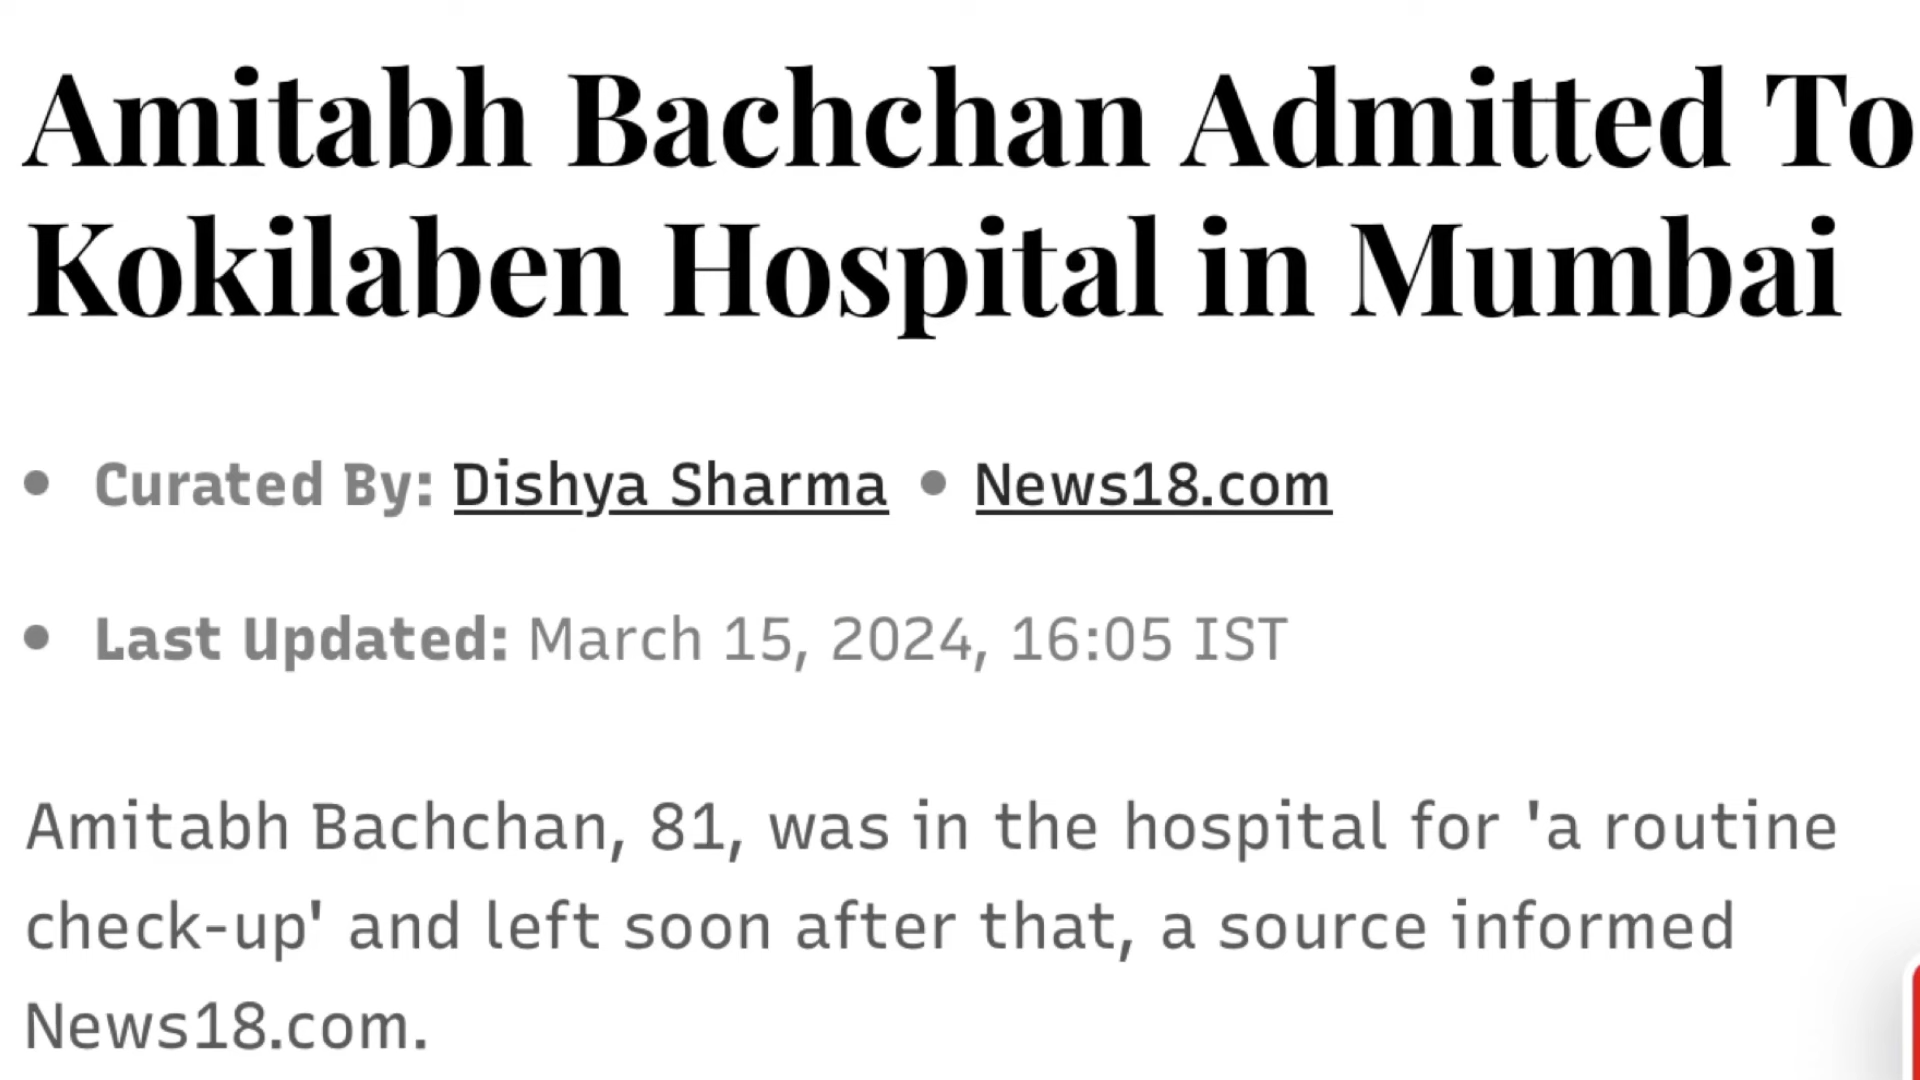 Amitabh Bachchan Admitted To
Kokilaben Hospital in Mumbai
• Curated By: Dishya Sharma • News18.com
• Last Updated: March 15, 2024, 16:05 IST
Amitabh Bachchan, 81, was in the hospital for 'a routine
check-up' and left soon after that, a source informed
News18.com.